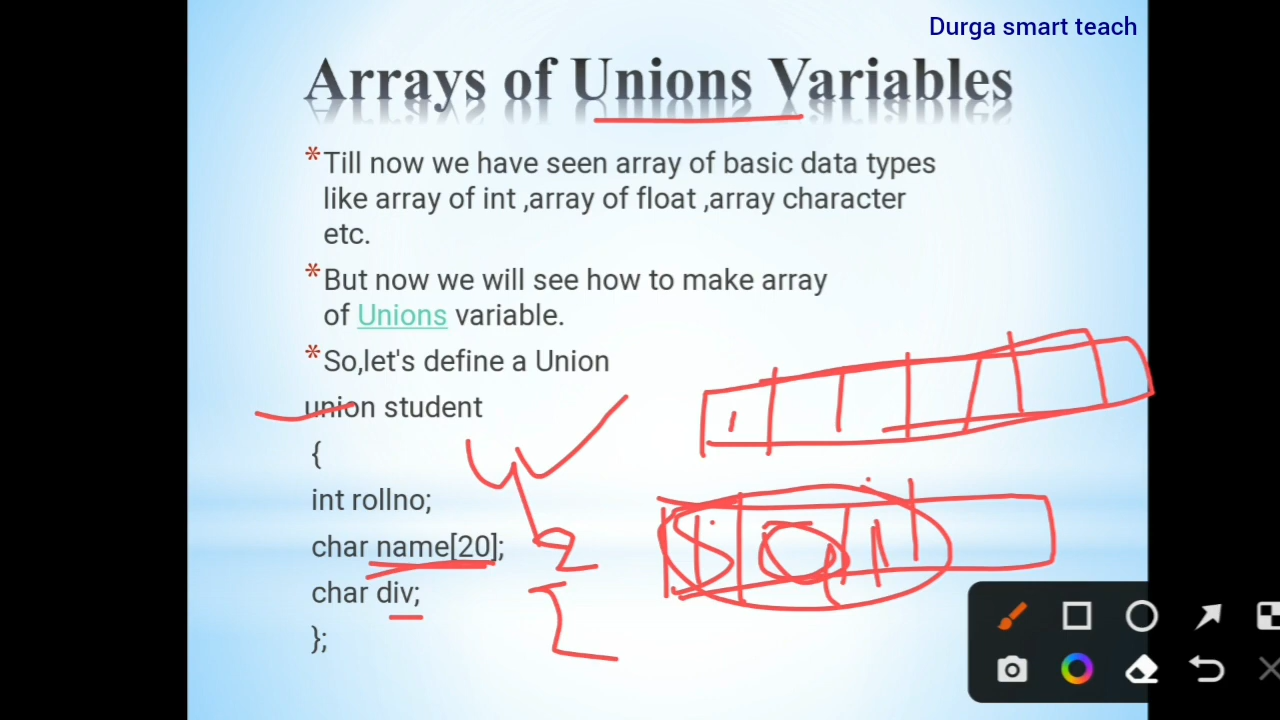 Durga smart teach
Arrays of Unions Variables
*Till now we have seen array of basic data types
like array of int ,array of float ,array character
etc.
*But now we will see how to make array
of Unions variable.
*So,let's define a Union
union student
{
int rollno;
char name[20];
char div;
};